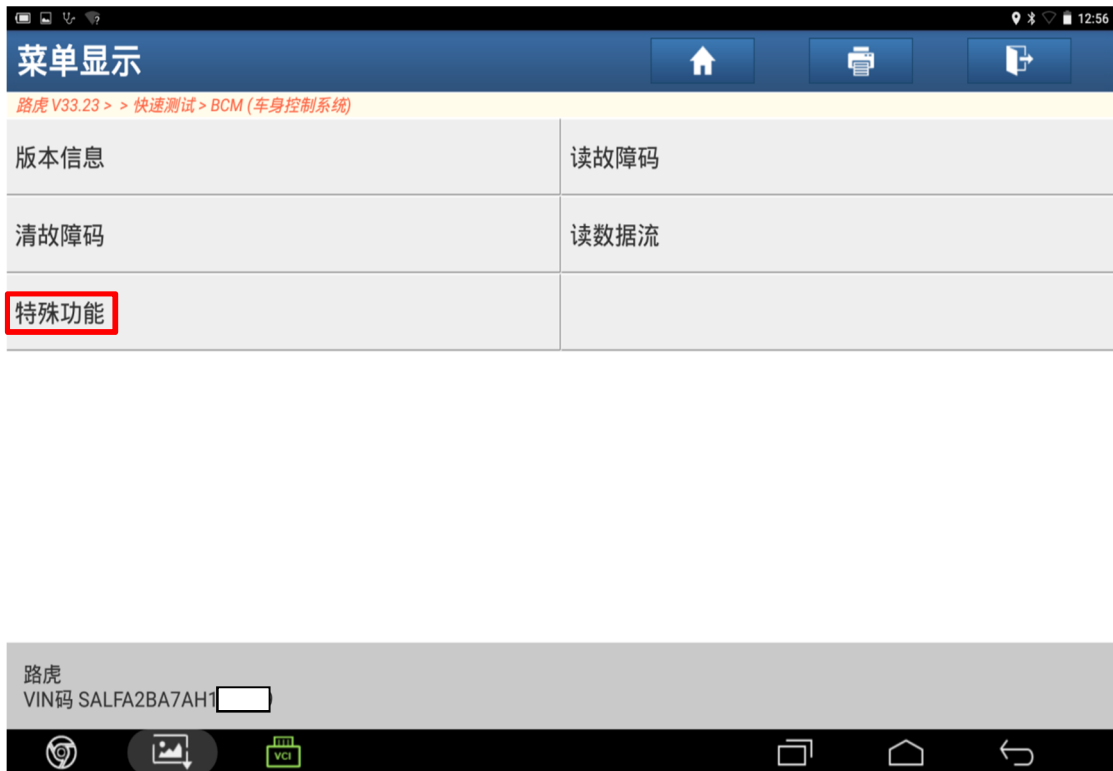 12:56
菜单显示
路虎 V33.23 > > 快速测试 > BCM (车身控制系统)
版本信息
读故障码
清故障码
读数据流
特殊功能
路虎
VIN码 SALFA2BA7AH1
VCI